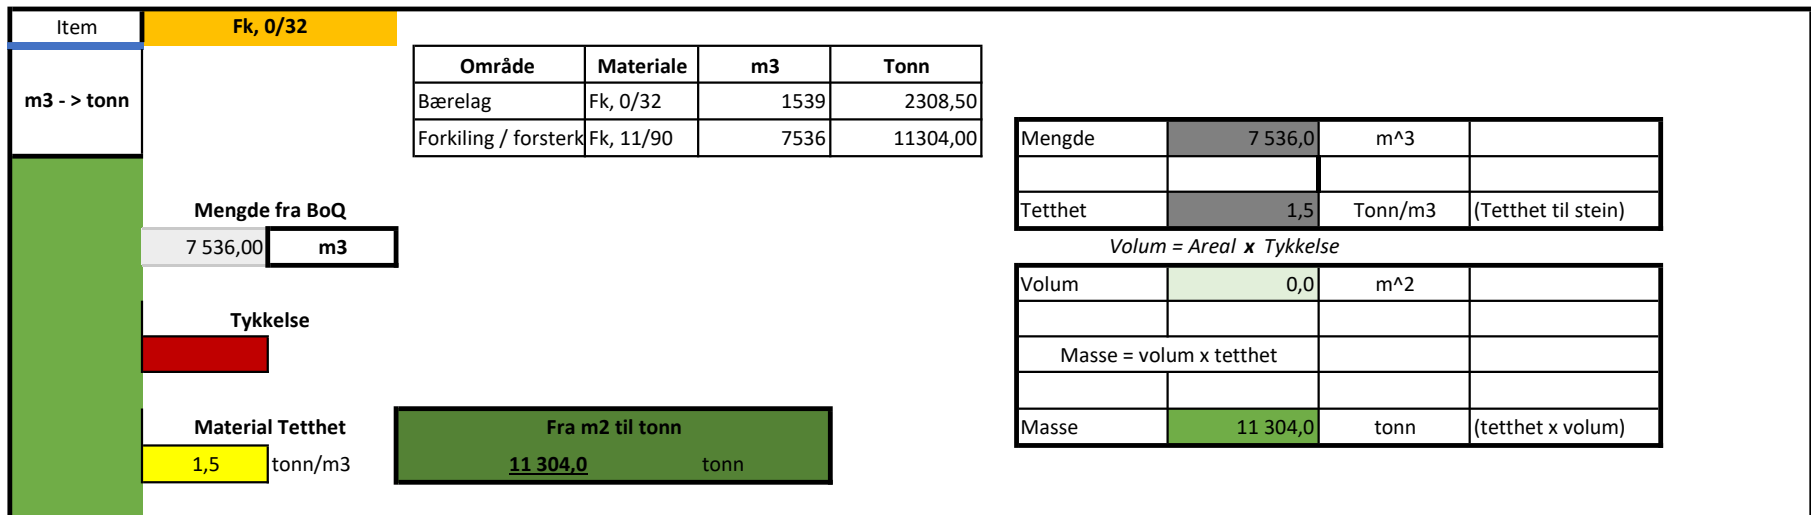 Item Fk, 0/32
m3 - > tonn
Område Materiale m3 Tonn
Bærelag Fk, 0/32 1539 2308,50
Forkiling / forsterk Fk, 11/90 7536 11304,00
Mengde fra BoQ
7 536,00 m3
Tykkelse
Material Tetthet
1,5 tonn/m3
Fra m2 til tonn
11 304,0 tonn
Mengde 7 536,0 m^3
Tetthet 1,5 Tonn/m3 (Tetthet til stein)
Volum = Areal x Tykkelse
Volum 0,0 m^2
Masse = volum x tetthet
Masse 11 304,0 tonn (tetthet x volum)